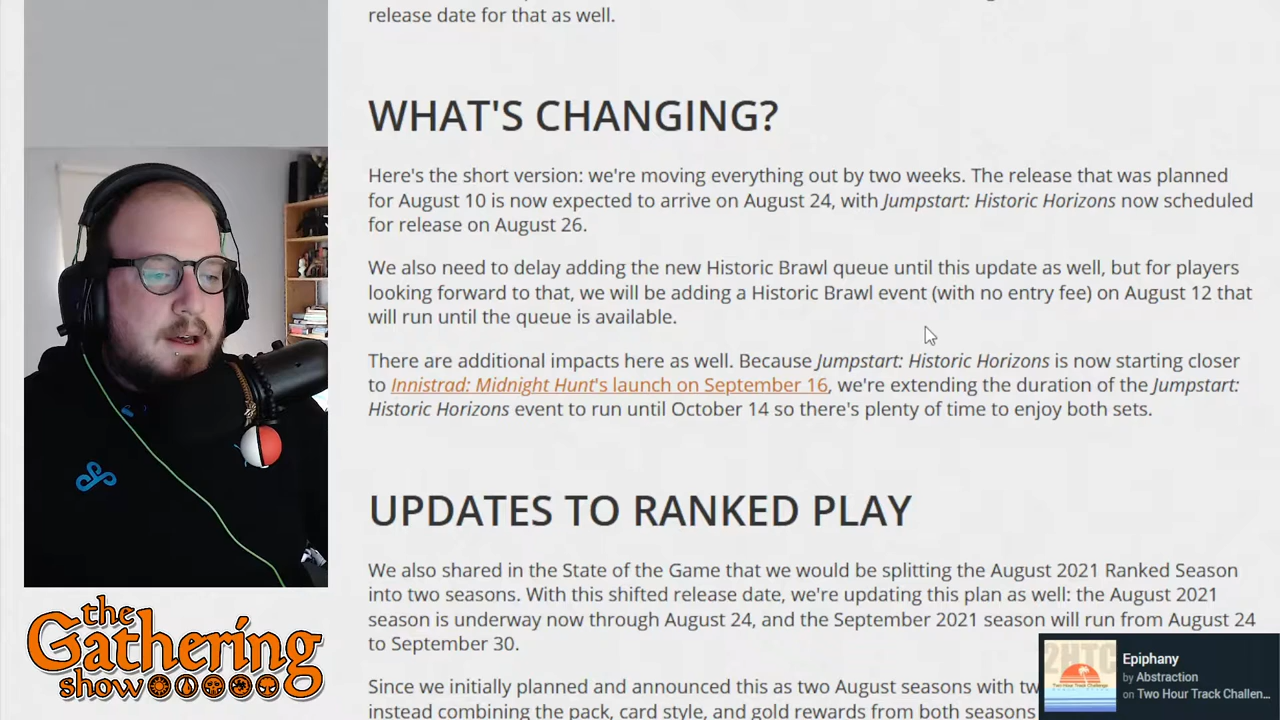 release date for that as well.
WHAT'S CHANGING?
Here's the short version: we're moving everything out by two weeks. The release that was planned
for August 10 is now expected to arrive on August 24, with Jumpstart: Historic Horizons now scheduled
for release on August 26.
We also need to delay adding the new Historic Brawl queue until this update as well, but for players
looking forward to that, we will be adding a Historic Brawl event (with no entry fee) on August 12 that
will run until the queue is available.
There are additional impacts here as well. Because Jumpstart: Historic Horizons is now starting closer
to Innistrad: Midnight Hunt's launch on September 16, we're extending the duration of the Jumpstart:
Historic Horizons event to run until October 14 so there's plenty of time to enjoy both sets.
UPDATES TO RANKED PLAY
We also shared in the State of the Game that we would be splitting the August 2021 Ranked Season
into two seasons. With this shifted release date, we're updating this plan as well: the August 2021
season is underway now through August 24, and the September 2021 season will run from August 24
to September 30.
we initially planned and announced this as two August seasons with
instead combining the pack, card style, and gold rewards from both seasons
the
Gathering
show
2HTC
Two Hour Track Challenge
Epiphany
by Abstraction
on Two Hour Track Challen...